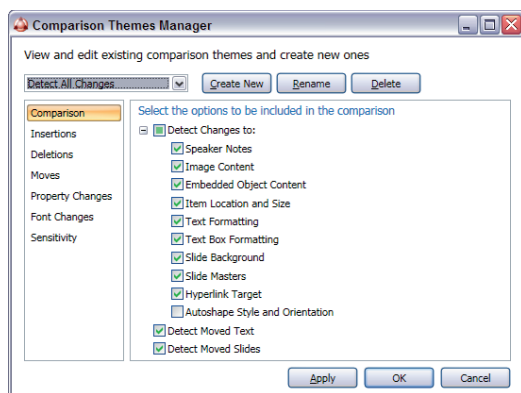 Comparison Themes Manager
View and edit existing comparison themes and create new ones
Detect All Changes
Create New
Rename
Delete
Comparison
Insertions
Deletions
Moves
Property Changes
Font Changes
Sensitivity
Select the options to be included in the comparison
Detect Changes to:
Speaker Notes
Image Content
Embedded Object Content
Item Location and Size
Text Formatting
Text Box Formatting
Slide Background
Slide Masters
Hyperlink Target
Autoshape Style and Orientation
Detect Moved Text
Detect Moved Slides
Apply
OK
Cancel